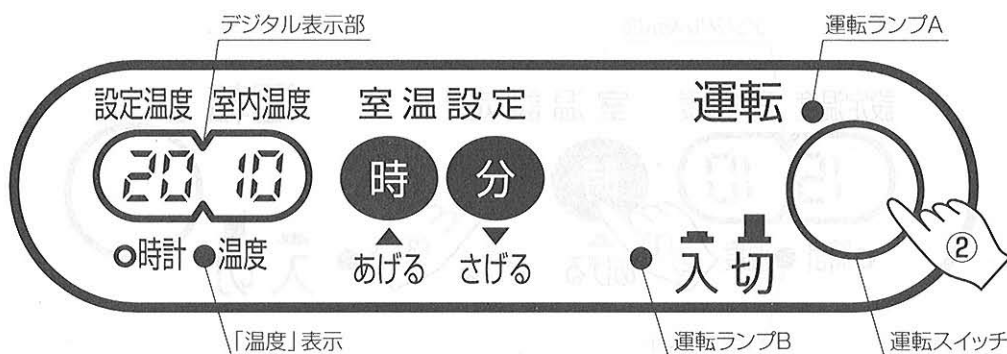 デジタル表示部
運転ランプA
設定温度 室内温度 室温設定 運転
20 10 時 分
②
時計 温度 あげる さげる 入 切
「温度」表示
運転ランプB
運転スイッチ